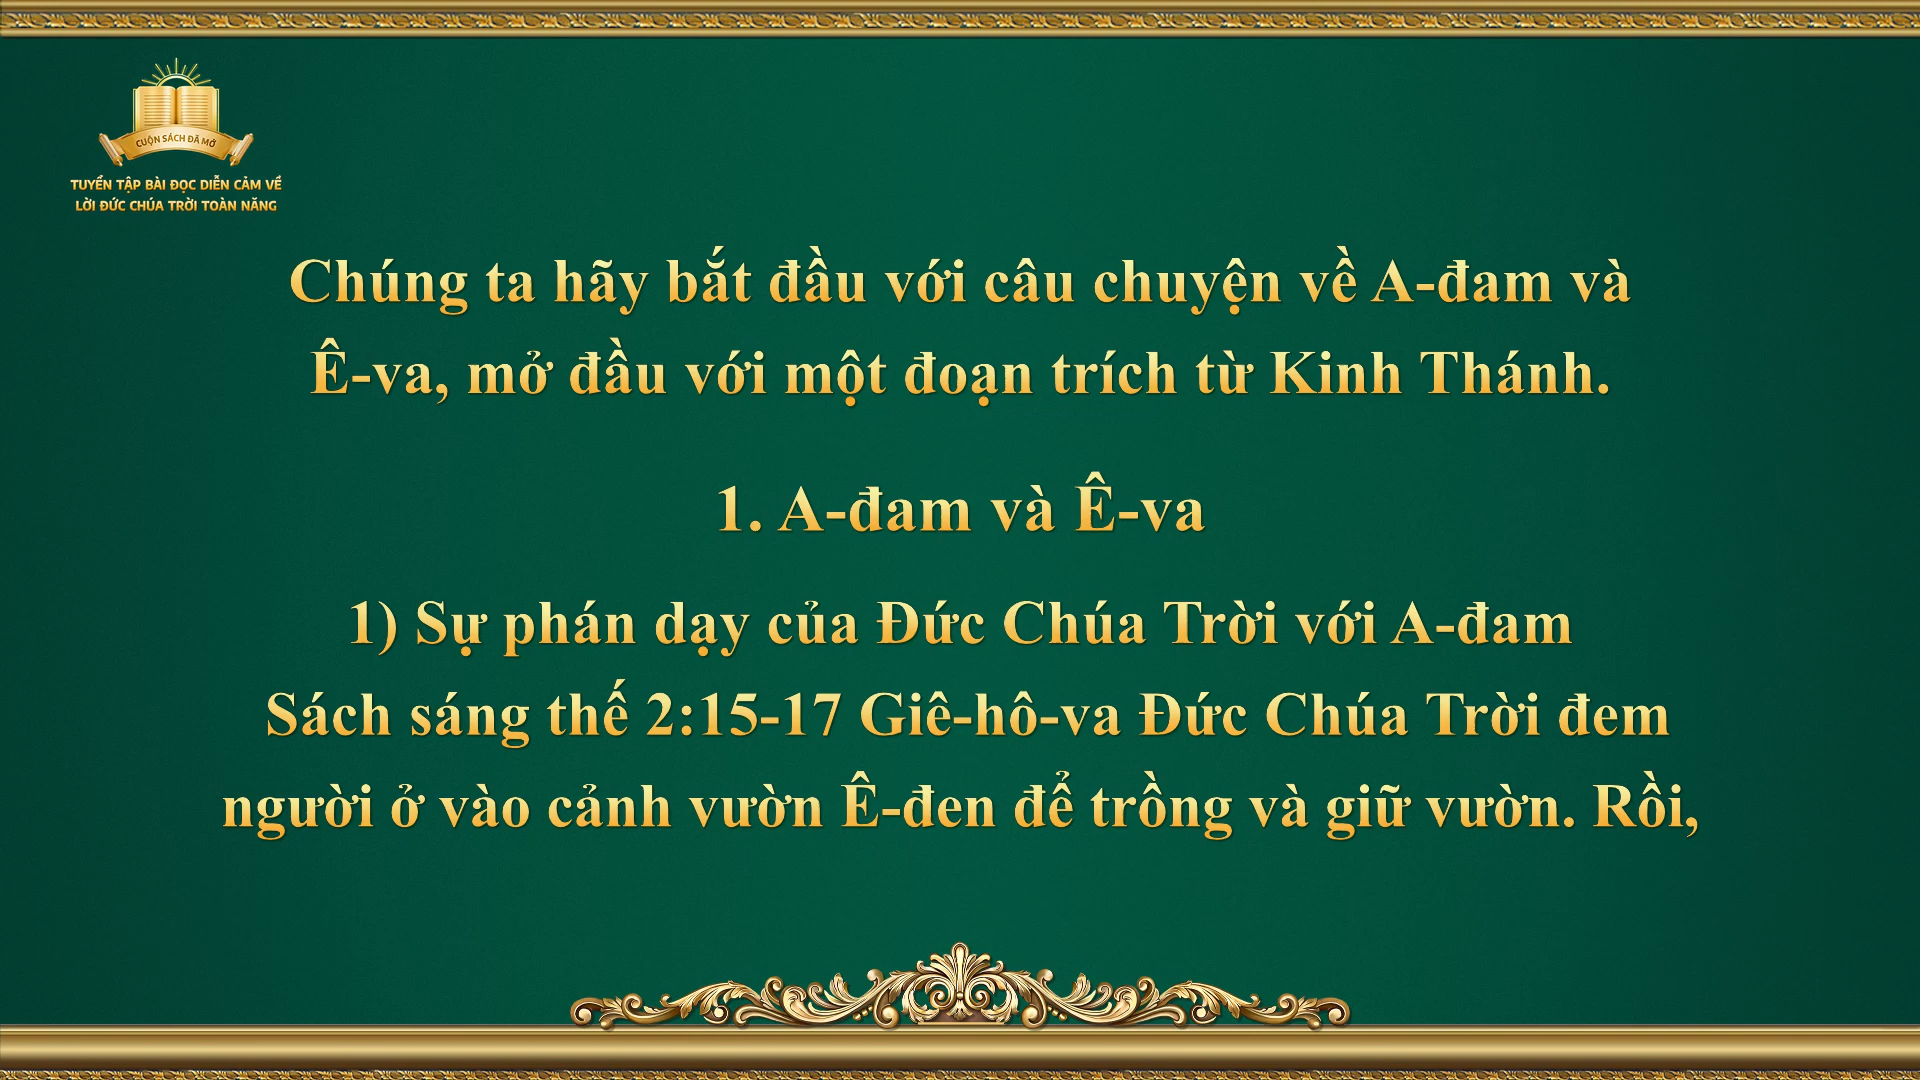 CUỘN SÁCH ĐÃ MỞ
TUYỂN TẬP BÀI ĐỌC DIỄN CẢM VỀ
LỜI ĐỨC CHÚA TRỜI TOÀN NĂNG
Chúng ta hãy bắt đầu với câu chuyện về A-đam và
Ê-va, mở đầu với một đoạn trích từ Kinh Thánh.
1. A-đam và Ê-va
1) Sự phán dạy của Đức Chúa Trời với A-đam
Sách sáng thế 2:15-17 Giê-hô-va Đức Chúa Trời đem
người ở vào cảnh vườn Ê-đen để trồng và giữ vườn. Rồi,